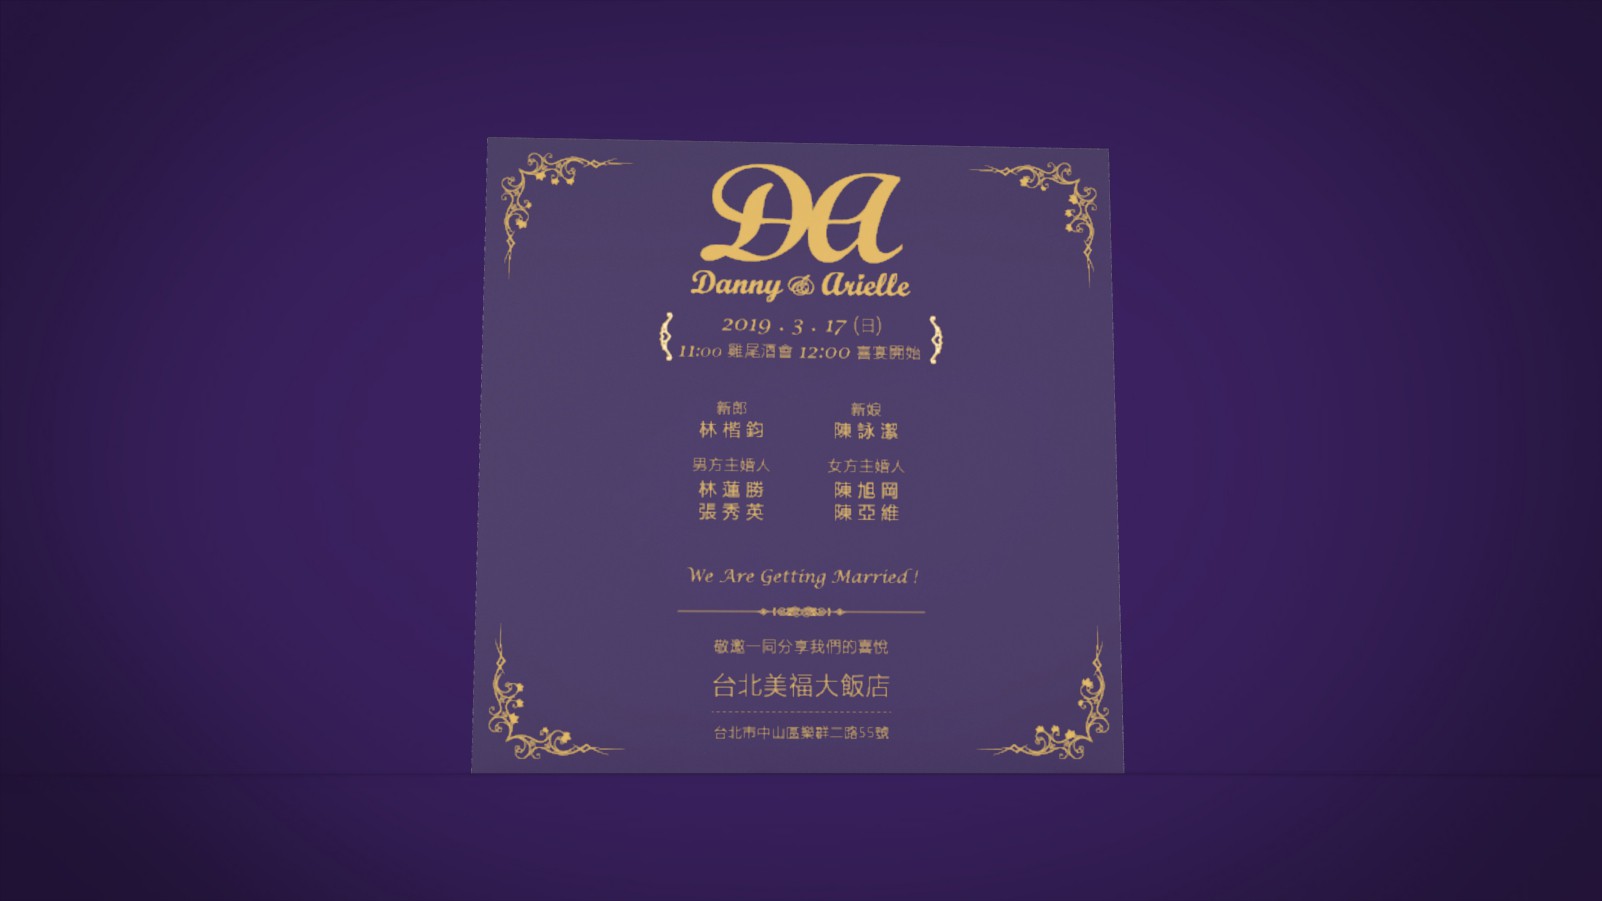 DA
Danny & Arielle
2019 . 3 . 17 (日)
11:00 雞尾酒會 12:00 喜宴開始
新郎 新娘
林楷鈞 陳詠潔
男方主婚人 女方主婚人
林蓮勝 陳旭岡
張秀英 陳亞維
We Are Getting Married !
敬邀一同分享我們的喜悅
台北美福大飯店
台北市中山區樂群二路55號